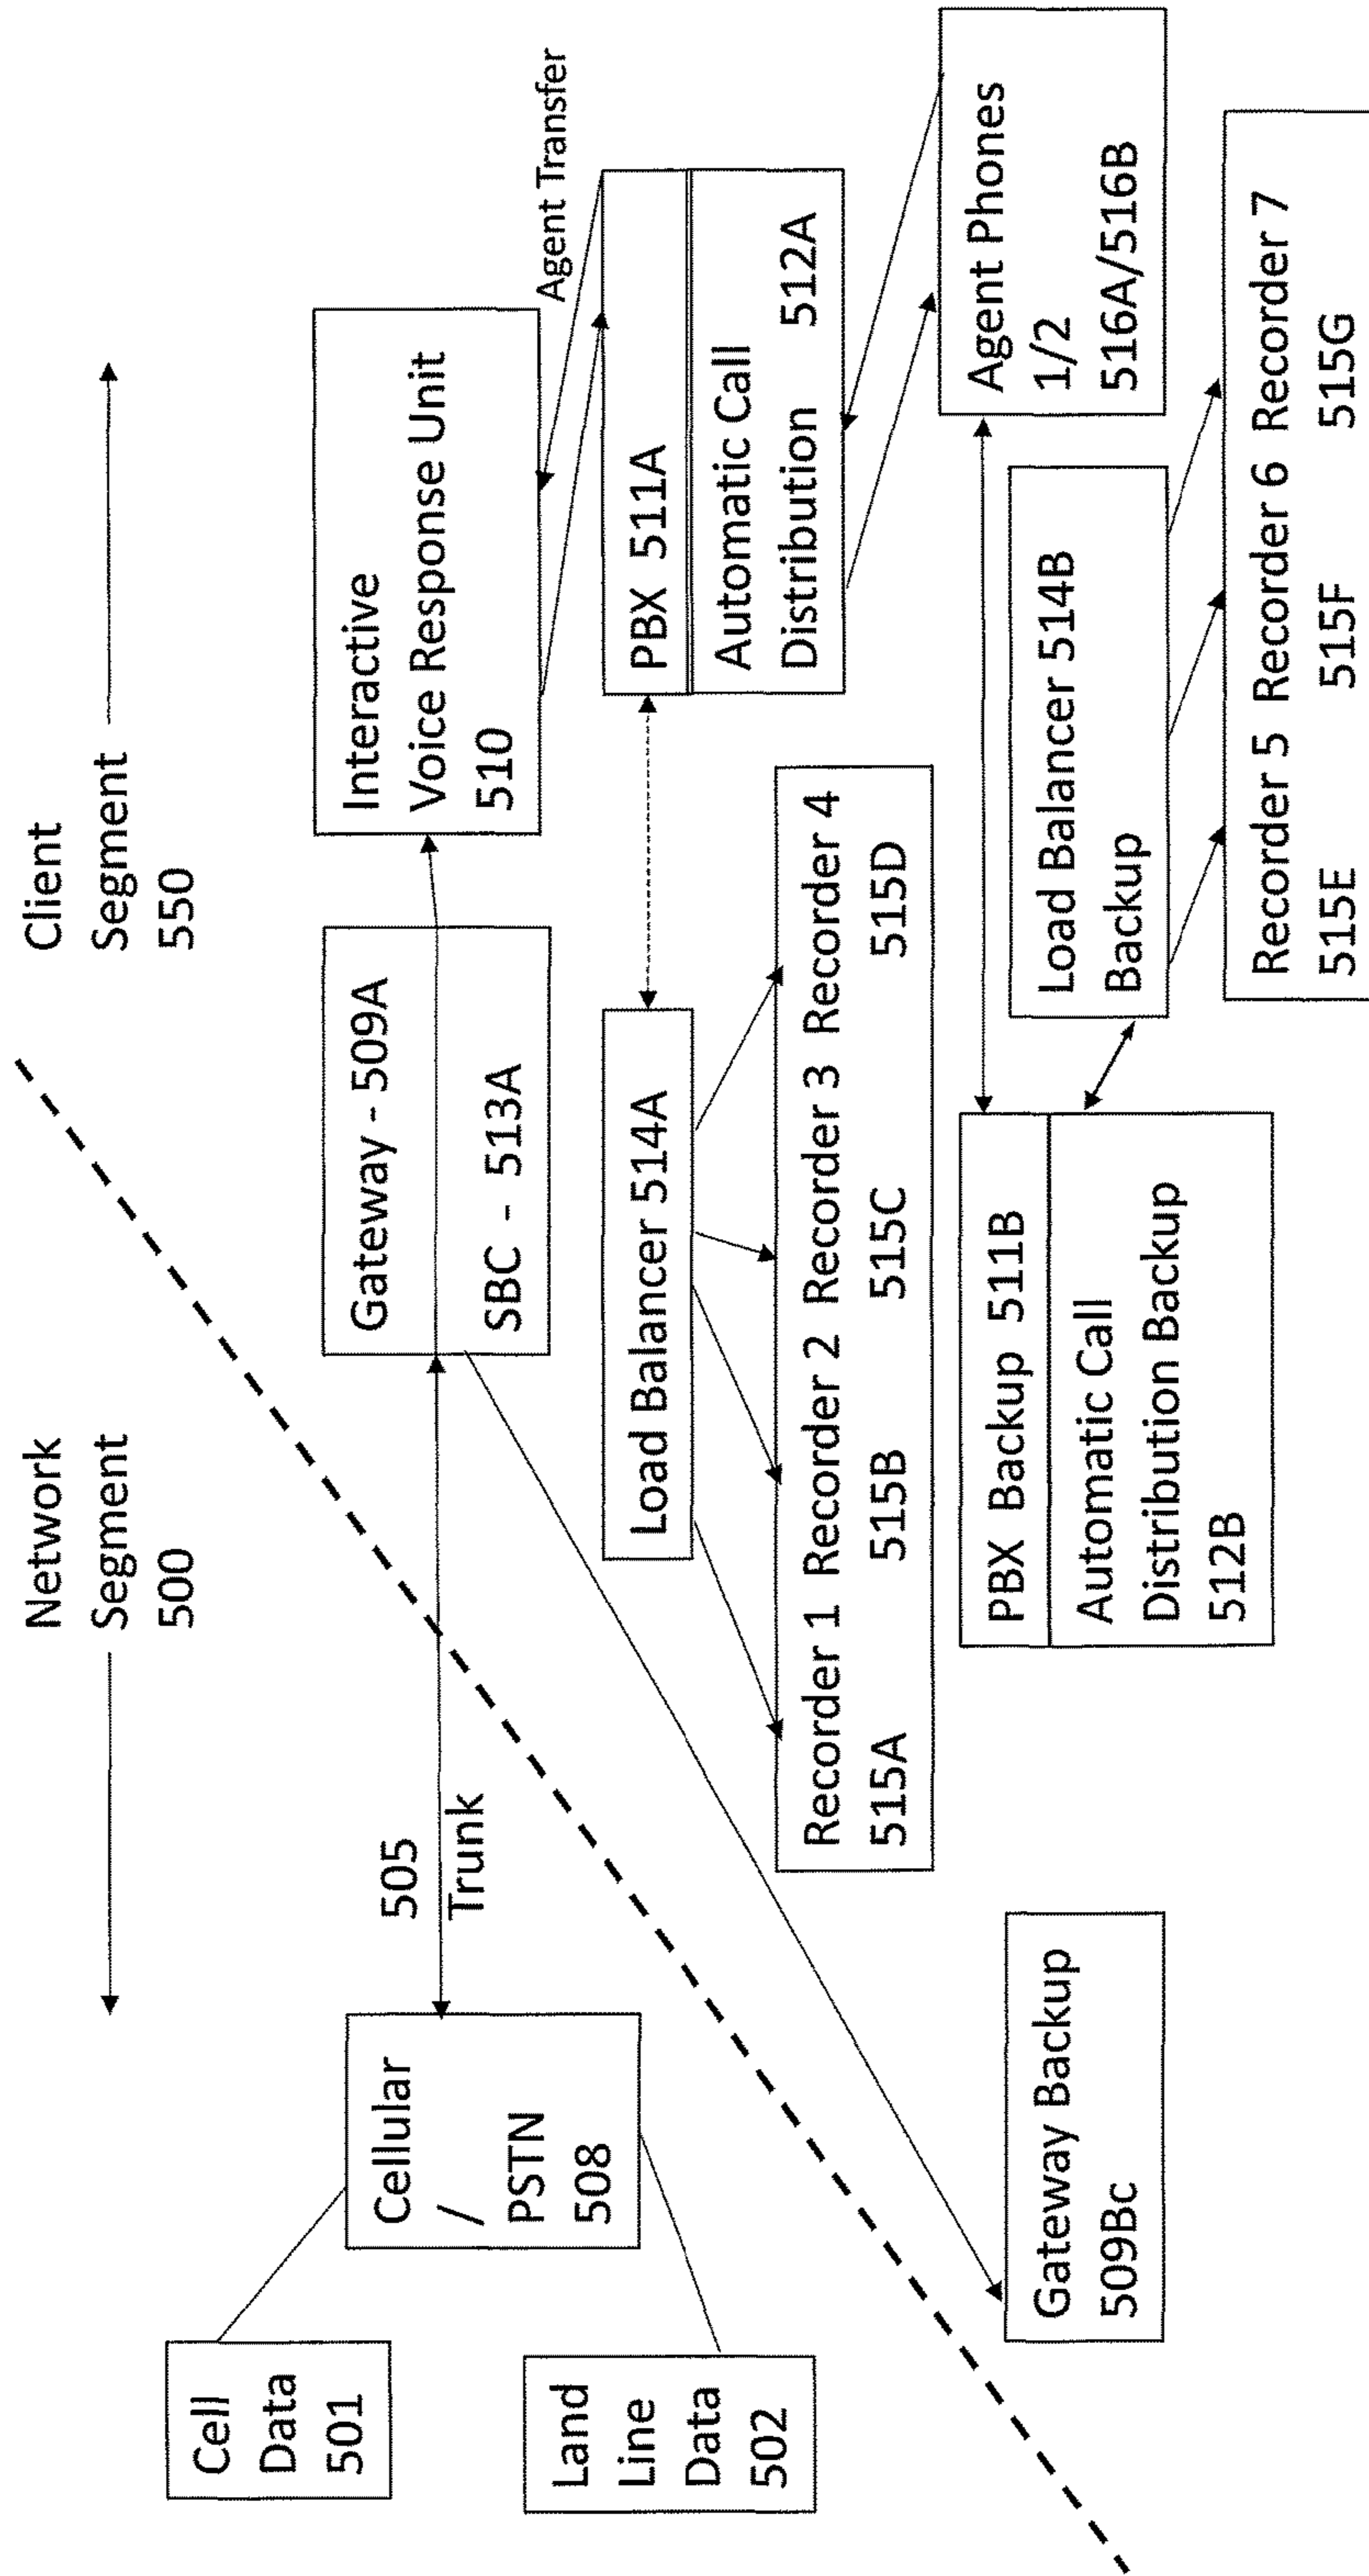 Network
Segment
500
Client
Segment
550
Cell
Data
501
Land
Line
Data
502
Cellular
/
PSTN
508
505
Trunk
Gateway - 509A
SBC - 513A
Interactive
Voice Response Unit
510
Agent Transfer
Load Balancer 514A
PBX 511A
Automatic Call
Distribution 512A
Recorder 1 Recorder 2 Recorder 3 Recorder 4
515A 515B 515C 515D
Gateway Backup
509Bc
PBX Backup 511B
Automatic Call
Distribution Backup
512B
Load Balancer 514B
Backup
Agent Phones
1/2
516A/516B
Recorder 5 Recorder 6 Recorder 7
515E 515F 515G